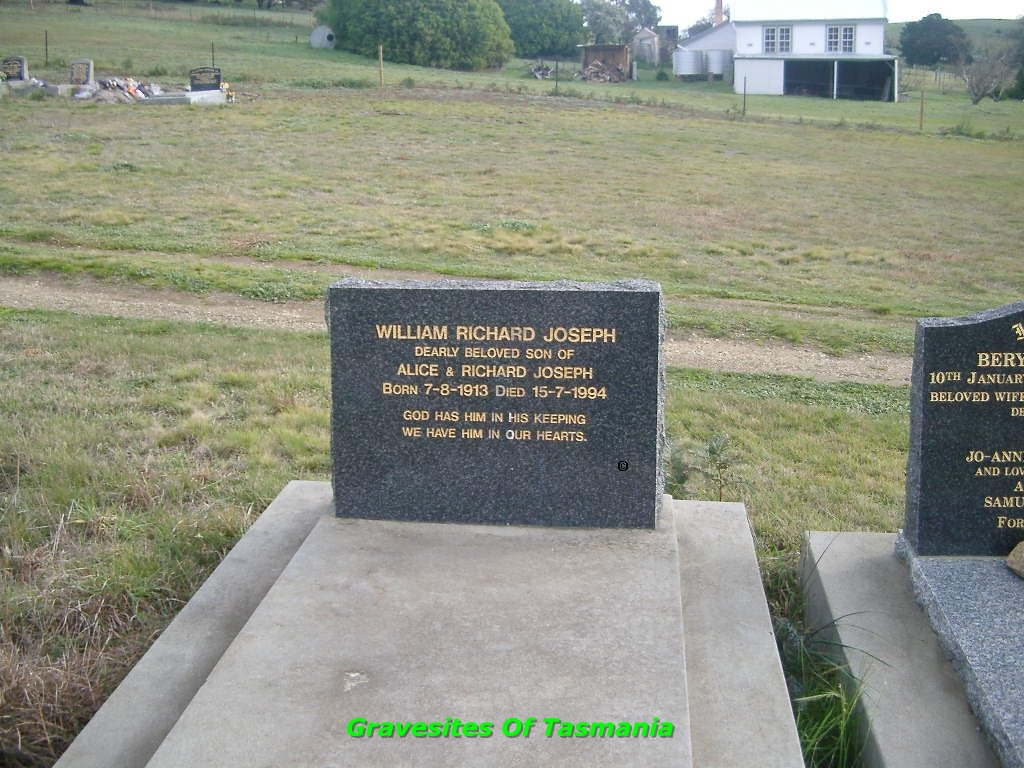 WILLIAM RICHARD JOSEPH
DEARLY BELOVED SON OF
ALICE & RICHARD JOSEPH
BORN 7-8-1913 DIED 15-7-1994
GOD HAS HIM IN HIS KEEPING
WE HAVE HIM IN OUR HEARTS.
BERY
10TH JANUAR
BELOVED WIF
DE
JO-ANN
AND LOV
A
SAMU
FOR
Gravesites Of Tasmania